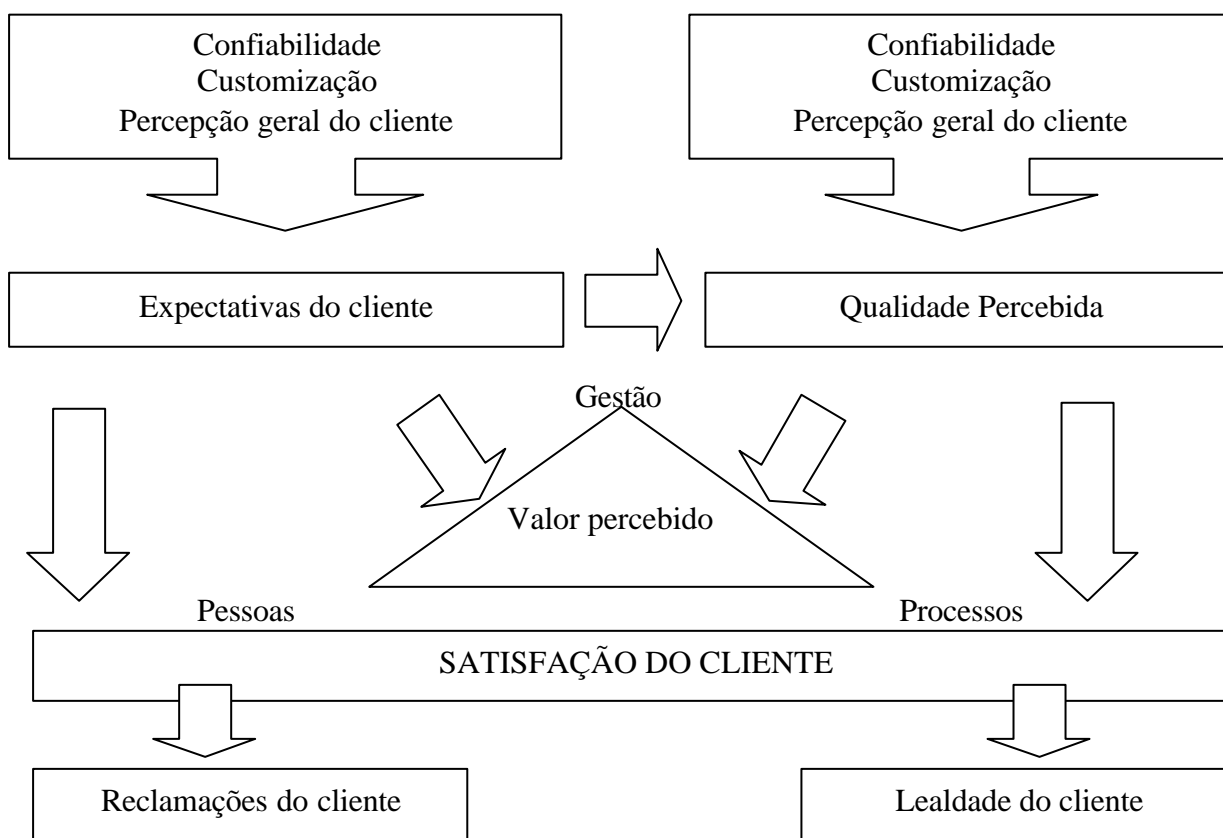 Confiabilidade
Customização
Percepção geral do cliente
Confiabilidade
Customização
Percepção geral do cliente
Expectativas do cliente
Qualidade Percebida
Gestão
Valor percebido
Pessoas
Processos
SATISFAÇÃO DO CLIENTE
Reclamações do cliente
Lealdade do cliente